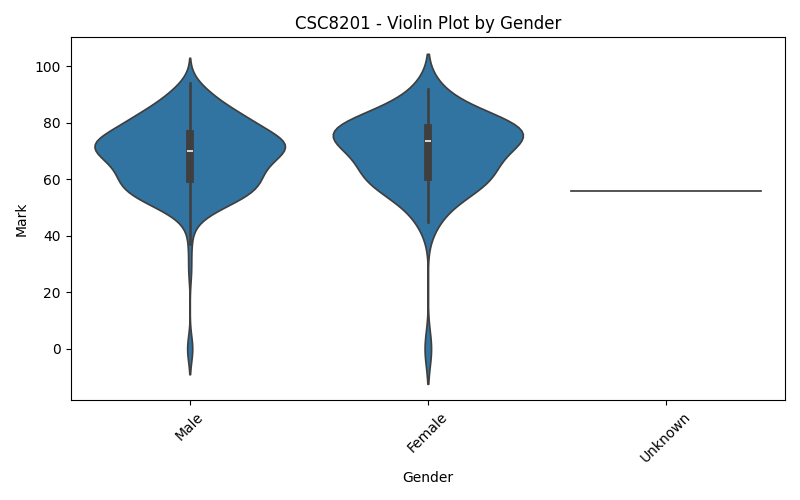 CSC8201 - Violin Plot by Gender
100
80
60
40
20
0
Mark
Male
Female
Unknown
Gender